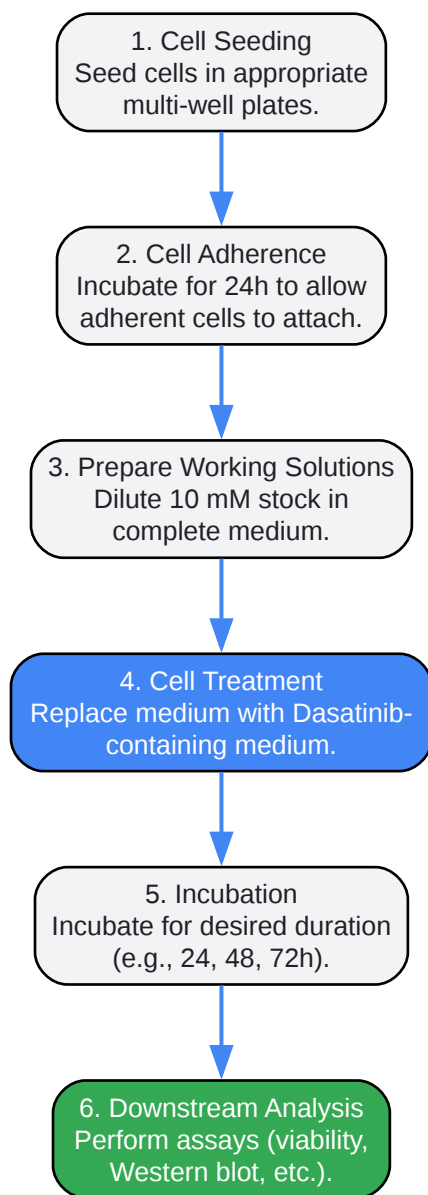 1. Cell Seeding
Seed cells in appropriate
multi-well plates.
2. Cell Adherence
Incubate for 24h to allow
adherent cells to attach.
3. Prepare Working Solutions
Dilute 10 mM stock in
complete medium.
4. Cell Treatment
Replace medium with Dasatinib-
containing medium.
5. Incubation
Incubate for desired duration
(e.g., 24, 48, 72h).
6. Downstream Analysis
Perform assays (viability,
Western blot, etc.).